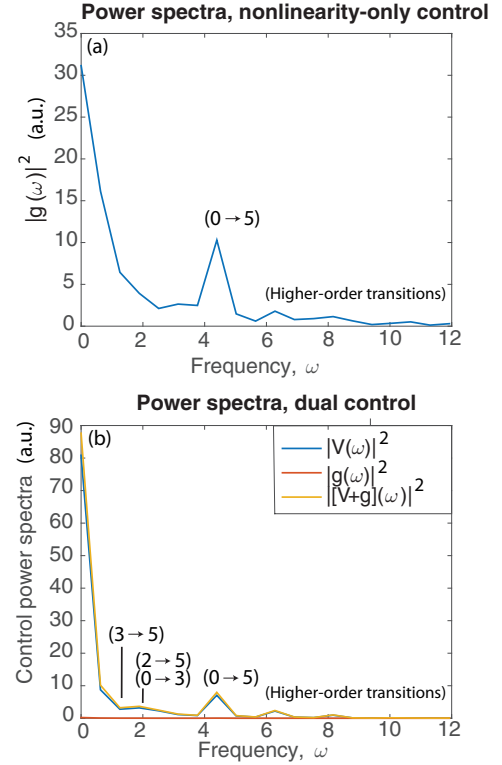 Power spectra, nonlinearity-only control
(a)
35
30
25
20
15
10
5
0
|g (ω)|² (a.u.)
(0 → 5)
(Higher-order transitions)
0 2 4 6 8 10 12
Frequency, ω
Power spectra, dual control
(b)
90
80
70
60
50
40
30
20
10
0
Control power spectra (a.u.)
|V(ω)|²
|g(ω)|²
|[V+g](ω)|²
(3 → 5)
(2 → 5)
(0 → 3)
(0 → 5)
(Higher-order transitions)
0 2 4 6 8 10 12
Frequency, ω